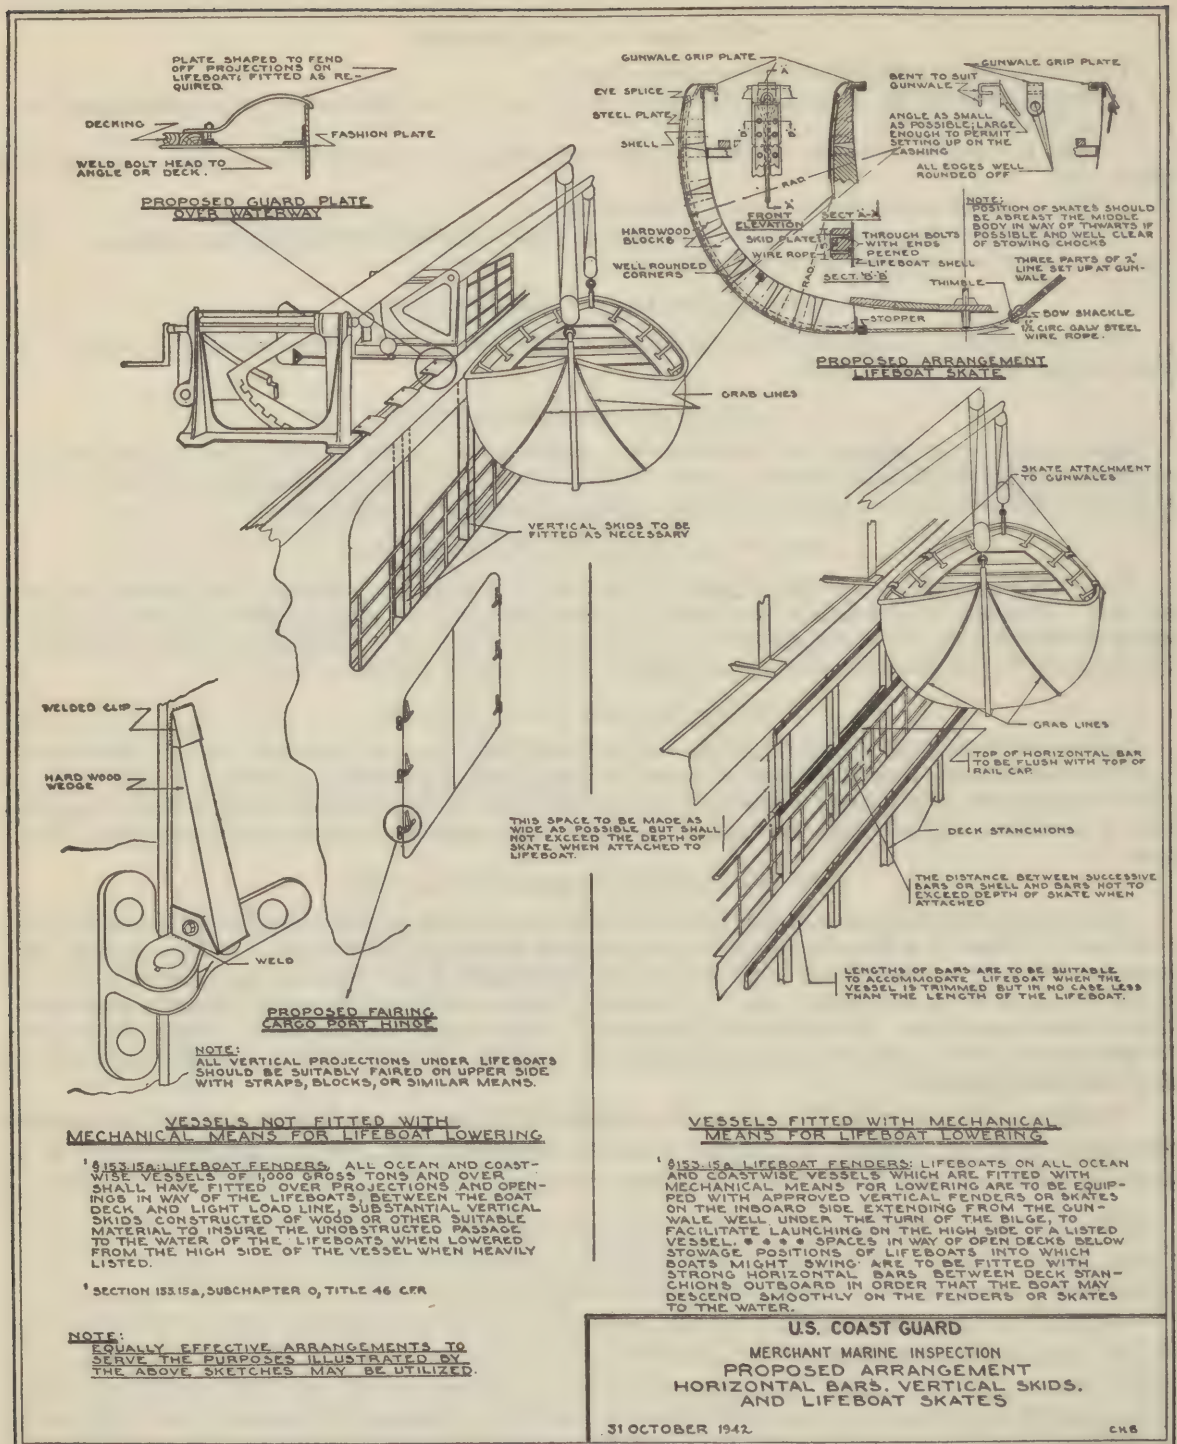 PLATE SHAPED TO FEND
OFF PROJECTIONS ON
LIFEBOAT; FITTED AS RE-
QUIRED.
DECKING
FASHION PLATE
WELD BOLT HEAD TO
ANGLE OR DECK.
PROPOSED GUARD PLATE
OVER WATERWAY
GUNWALE GRIP PLATE
EYE SPLICE
STEEL PLATE
SHELL
HARDWOOD
BLOCKS
WELL ROUNDED
CORNERS
A
B
B
A
FRONT
ELEVATION
SECT. A-A
SKID PLATE
WIRE ROPE
THROUGH BOLTS
WITH ENDS
PEENED
LIFEBOAT SHELL
SECT. B-B
RAD.
RAD.
BENT TO SUIT
GUNWALE
GUNWALE GRIP PLATE
ANGLE AS SMALL
AS POSSIBLE; LARGE
ENOUGH TO PERMIT
SETTING UP ON THE
LASHING
ALL EDGES WELL
ROUNDED OFF
NOTE:
POSITION OF SKATES SHOULD
BE ABREAST THE MIDDLE
BODY IN WAY OF THWARTS IF
POSSIBLE AND WELL CLEAR
OF STOWING CHOCKS
THREE PARTS OF 2"
LINE SET UP AT GUN-
WALE
THIMBLE
STOPPER
BOW SHACKLE
CIRC. GALV. STEEL
WIRE ROPE.
PROPOSED ARRANGEMENT
LIFEBOAT SKATE
GRAB LINES
VERTICAL SKIDS TO BE
FITTED AS NECESSARY
SKATE ATTACHMENT
TO GUNWALES
GRAB LINES
TOP OF HORIZONTAL BAR
TO BE FLUSH WITH TOP OF
RAIL CAP.
DECK STANCHIONS
THIS SPACE TO BE MADE AS
WIDE AS POSSIBLE BUT SHALL
NOT EXCEED THE DEPTH OF
SKATE WHEN ATTACHED TO
LIFEBOAT.
THE DISTANCE BETWEEN SUCCESSIVE
BARS OR SHELL AND BARS NOT TO
EXCEED DEPTH OF SKATE WHEN
ATTACHED
LENGTHS OF BARS ARE TO BE SUITABLE
TO ACCOMMODATE LIFEBOAT WHEN THE
VESSEL IS TRIMMED BUT IN NO CASE LESS
THAN THE LENGTH OF THE LIFEBOAT.
WELDED CLIP
HARD WOOD
WEDGE
WELD
PROPOSED FAIRING
CARGO PORT HINGE
NOTE:
ALL VERTICAL PROJECTIONS UNDER LIFEBOATS
SHOULD BE SUITABLY FAIRED ON UPPER SIDE
WITH STRAPS, BLOCKS, OR SIMILAR MEANS.
VESSELS NOT FITTED WITH
MECHANICAL MEANS FOR LIFEBOAT LOWERING
¹ §153.15a: LIFEBOAT FENDERS, ALL OCEAN AND COAST-
WISE VESSELS OF 1,000 GROSS TONS AND OVER
SHALL HAVE FITTED OVER PROJECTIONS AND OPEN-
INGS IN WAY OF THE LIFEBOATS, BETWEEN THE BOAT
DECK AND LIGHT LOAD LINE, SUBSTANTIAL VERTICAL
SKIDS CONSTRUCTED OF WOOD OR OTHER SUITABLE
MATERIAL TO INSURE THE UNOBSTRUCTED PASSAGE
TO THE WATER OF THE LIFEBOATS WHEN LOWERED
FROM THE HIGH SIDE OF THE VESSEL WHEN HEAVILY
LISTED.
¹ SECTION 153.15a, SUBCHAPTER O, TITLE 46 CFR
NOTE:
EQUALLY EFFECTIVE ARRANGEMENTS TO
SERVE THE PURPOSES ILLUSTRATED BY
THE ABOVE SKETCHES MAY BE UTILIZED.
VESSELS FITTED WITH MECHANICAL
MEANS FOR LIFEBOAT LOWERING
¹ §153.15a LIFEBOAT FENDERS: LIFEBOATS ON ALL OCEAN
AND COASTWISE VESSELS WHICH ARE FITTED WITH
MECHANICAL MEANS FOR LOWERING ARE TO BE EQUIP-
PED WITH APPROVED VERTICAL FENDERS OR SKATES
ON THE INBOARD SIDE EXTENDING FROM THE GUN-
WALE WELL UNDER THE TURN OF THE BILGE, TO
FACILITATE LAUNCHING ON THE HIGH SIDE OF A LISTED
VESSEL. * * * * SPACES IN WAY OF OPEN DECKS BELOW
STOWAGE POSITIONS OF LIFEBOATS INTO WHICH
BOATS MIGHT SWING ARE TO BE FITTED WITH
STRONG HORIZONTAL BARS BETWEEN DECK STAN-
CHIONS OUTBOARD IN ORDER THAT THE BOAT MAY
DESCEND SMOOTHLY ON THE FENDERS OR SKATES
TO THE WATER.
U.S. COAST GUARD
MERCHANT MARINE INSPECTION
PROPOSED ARRANGEMENT
HORIZONTAL BARS, VERTICAL SKIDS,
AND LIFEBOAT SKATES
31 OCTOBER 1942